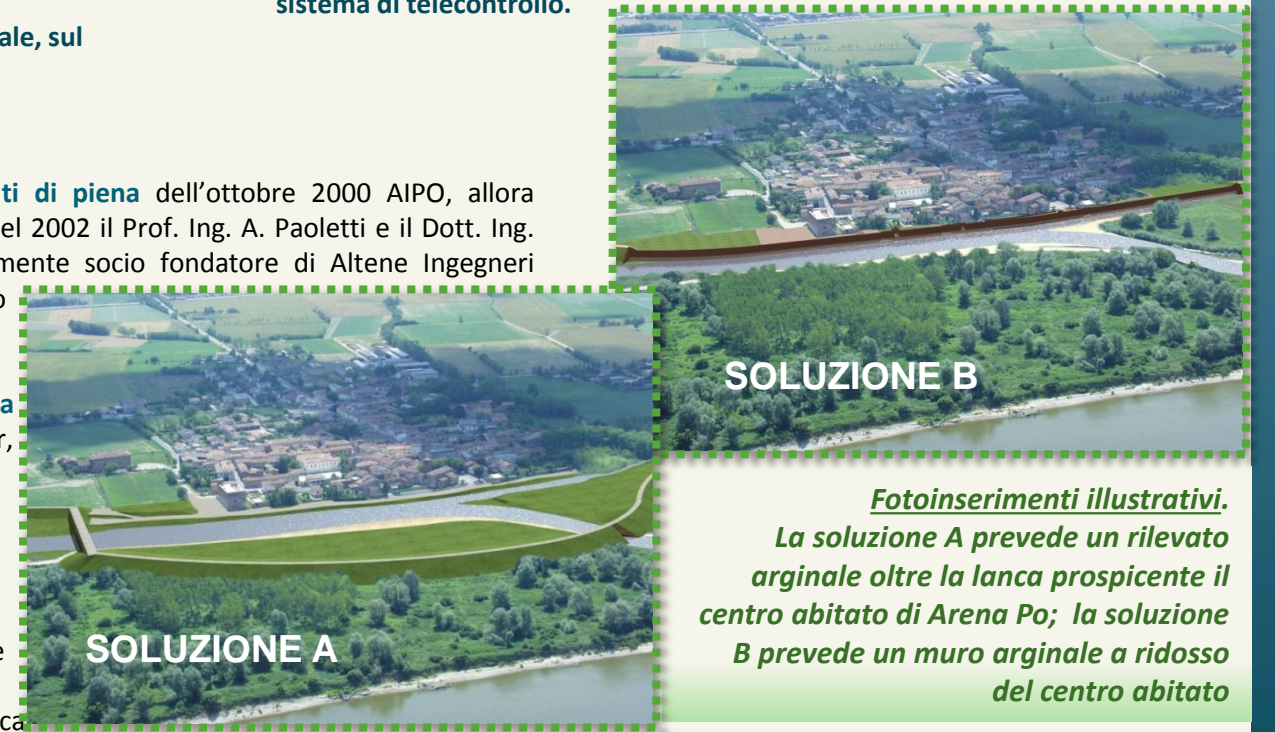 sistema di telecontrollo.
ale, sul
ti di piena dell’ottobre 2000 AIPO, allora
el 2002 il Prof. Ing. A. Paoletti e il Dott. Ing.
mente socio fondatore di Altene Ingegneri
o
a
r,
e
ca
SOLUZIONE B
SOLUZIONE A
Fotoinserimenti illustrativi.
La soluzione A prevede un rilevato
arginale oltre la lanca prospicente il
centro abitato di Arena Po; la soluzione
B prevede un muro arginale a ridosso
del centro abitato